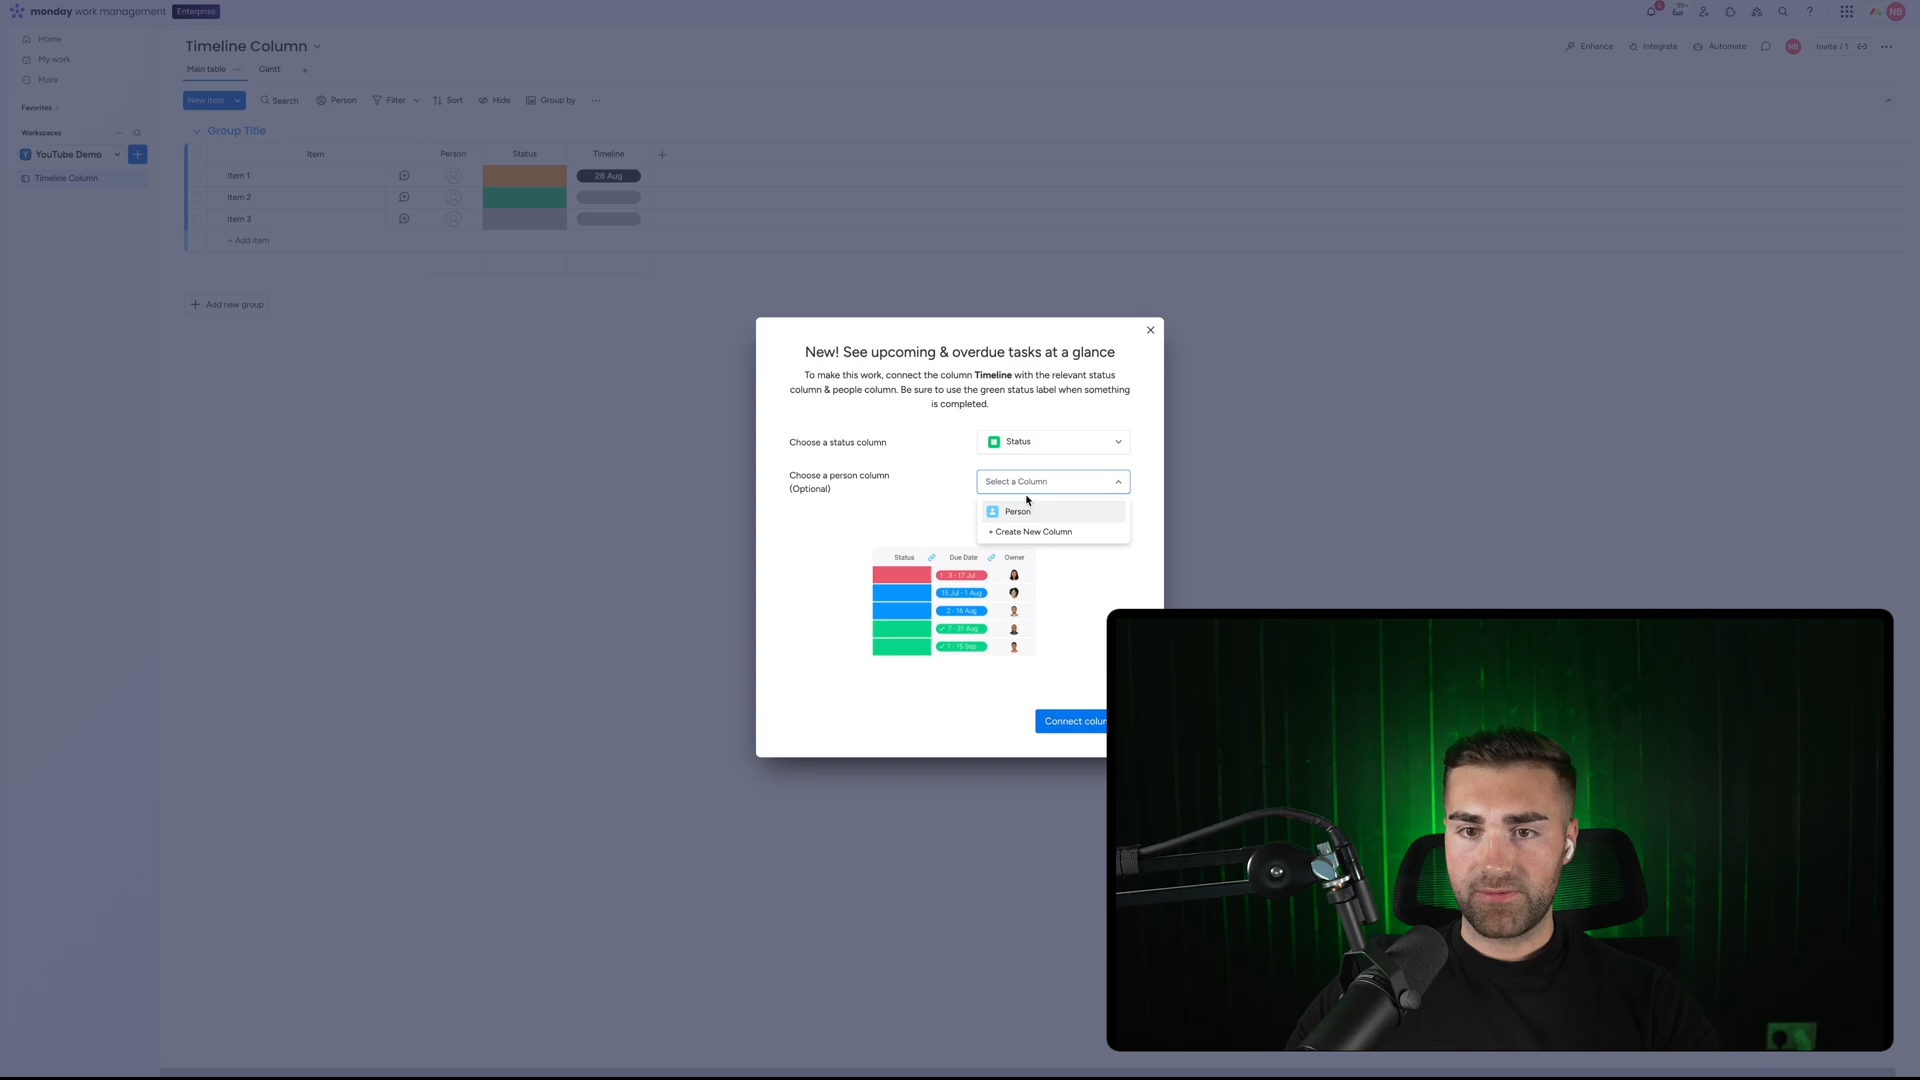 monday work management Enterprise
6
99+
NB
Home
My work
More
Favorites
Workspaces
Y YouTube Demo
Timeline Column
Timeline Column
Enhance
Integrate
Automate
NB
Invite / 1
Main table
Gantt
New item
Search
Person
Filter
Sort
Hide
Group by
Group Title
Item
Person
Status
Timeline
Item 1
28 Aug
Item 2
Item 3
+ Add item
Add new group
New! See upcoming & overdue tasks at a glance
To make this work, connect the column Timeline with the relevant status
column & people column. Be sure to use the green status label when something
is completed.
Choose a status column
Status
Choose a person column
(Optional)
Select a Column
Person
+ Create New Column
Status
Due Date
Owner
3 - 17 Jul
15 Jul - 1 Aug
2 - 16 Aug
7 - 31 Aug
1 - 15 Sep
Connect colum